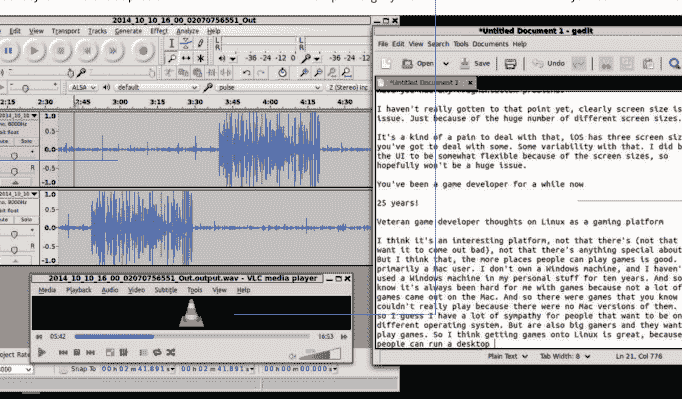 2014_10_10_16_00_02070756551_Out
Edit View Transport Tracks Generate Effect Analyze Help
-36 -24 -12 0
-36 -24 -12
ALSA default pulse 2 (Stereo) Inp
2:15 2:30 2:45 3:00 3:15 3:30 3:45 4:00 4:15 4:30
2014_10_10
8000Hz
bit float
Mute Solo
L R
1.0
0.5
0.0
-0.5
-1.0
2014_10_16
8000Hz
bit float
Mute Solo
R
1.0
0.5
0.0
-0.5
-1.0
2014_10_10_16_00_02070756551_Out.output.wav - VLC media player
Media Playback Audio Video Subtitle Tools View Help
05:42 16:53
Project Rate
Snap To 00 h 02 m 41.891 s 00 h 02 m 41.891 s 00 h 00 m 00.000 s
*Untitled Document 1 - gedit
File Edit View Search Tools Documents Help
Open Save Undo
*Untitled Document 1
I haven't really gotten to that point yet, clearly screen size is
issue. Just because of the huge number of different screen sizes.
It's a kind of a pain to deal with that, iOS has three screen siz
you've got to deal with some. Some variability with that. I did b
the UI to be somewhat flexible because of the screen sizes, so
hopefully won't be a huge issue.
You've been a game developer for a while now
25 years!
Veteran game developer thoughts on Linux as a gaming platform
I think it's an interesting platform, not that there's (not that
want it to come out bad), not that there's anything special about
But I think that, the more places people can play games is good.
primarily a Mac user. I don't own a Windows machine, and I haven'
used a Windows machine in my personal stuff for ten years. And so
know it's always been hard for me with games because not a lot of
games came out on the Mac. And so there were games that you know
couldn't really play because there were no Mac versions of them.
so I guess I have a lot of sympathy for people that want to be on
different operating system. But are also big gamers and they want
play games. So I think getting games onto Linux is great, because
people can run a desktop
Plain Text Tab Width: 8 Ln 21, Col 776